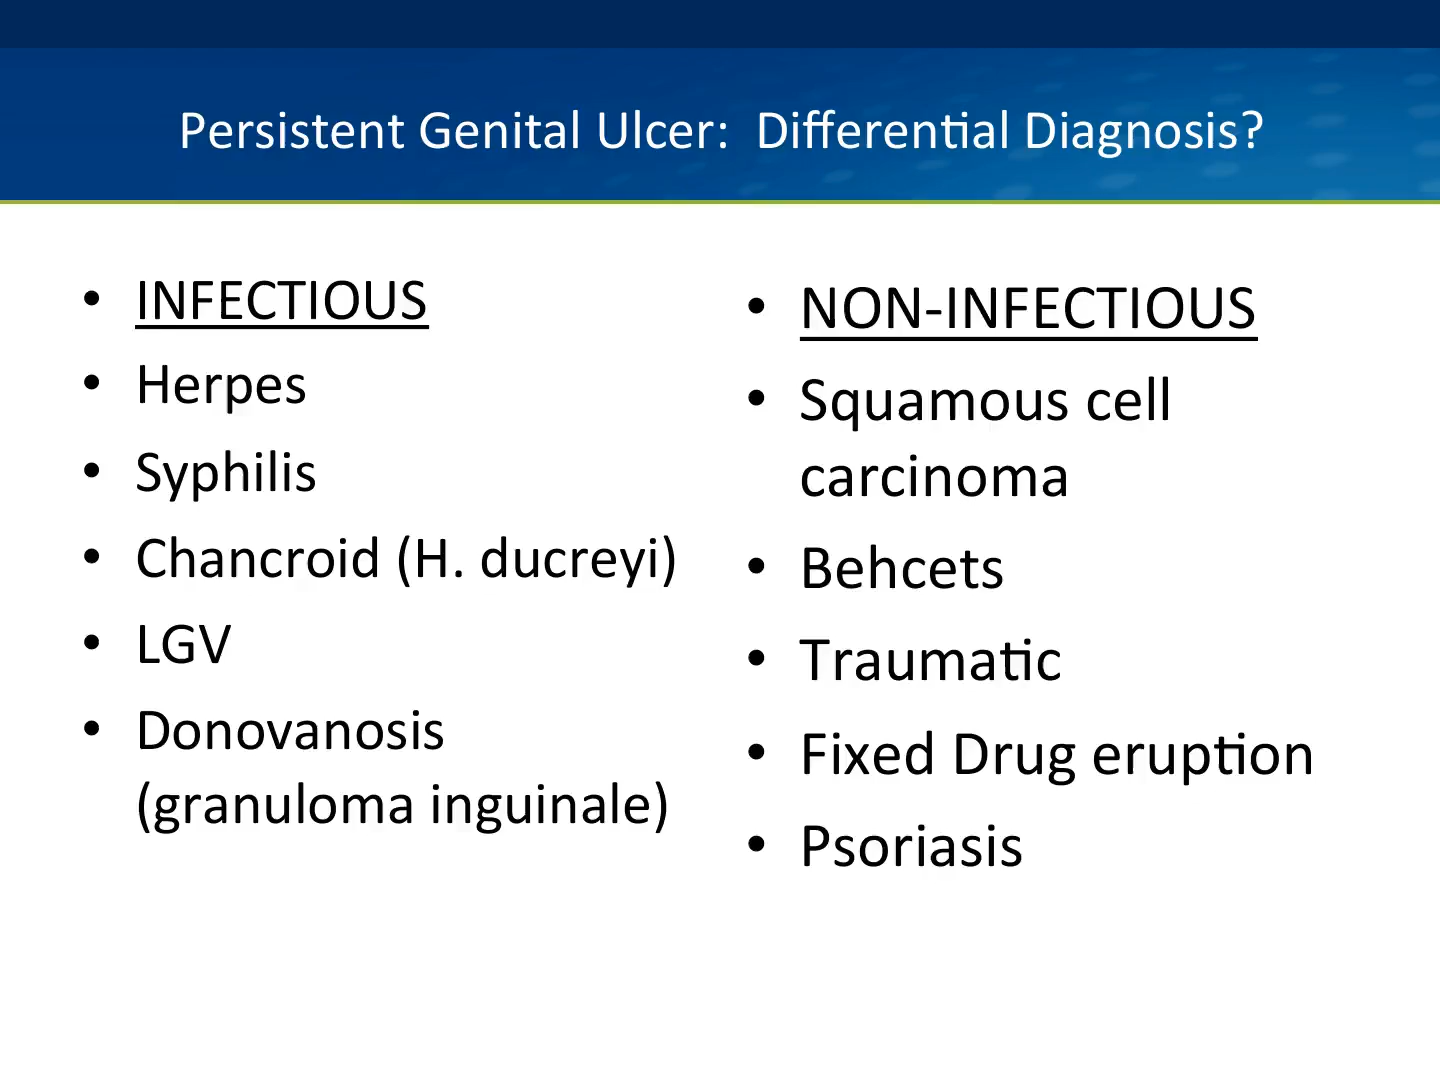 Persistent Genital Ulcer:  Differential Diagnosis?
• INFECTIOUS
• Herpes
• Syphilis
• Chancroid (H. ducreyi)
• LGV
• Donovanosis
(granuloma inguinale)
• NON-INFECTIOUS
• Squamous cell
carcinoma
• Behcets
• Traumatic
• Fixed Drug eruption
• Psoriasis